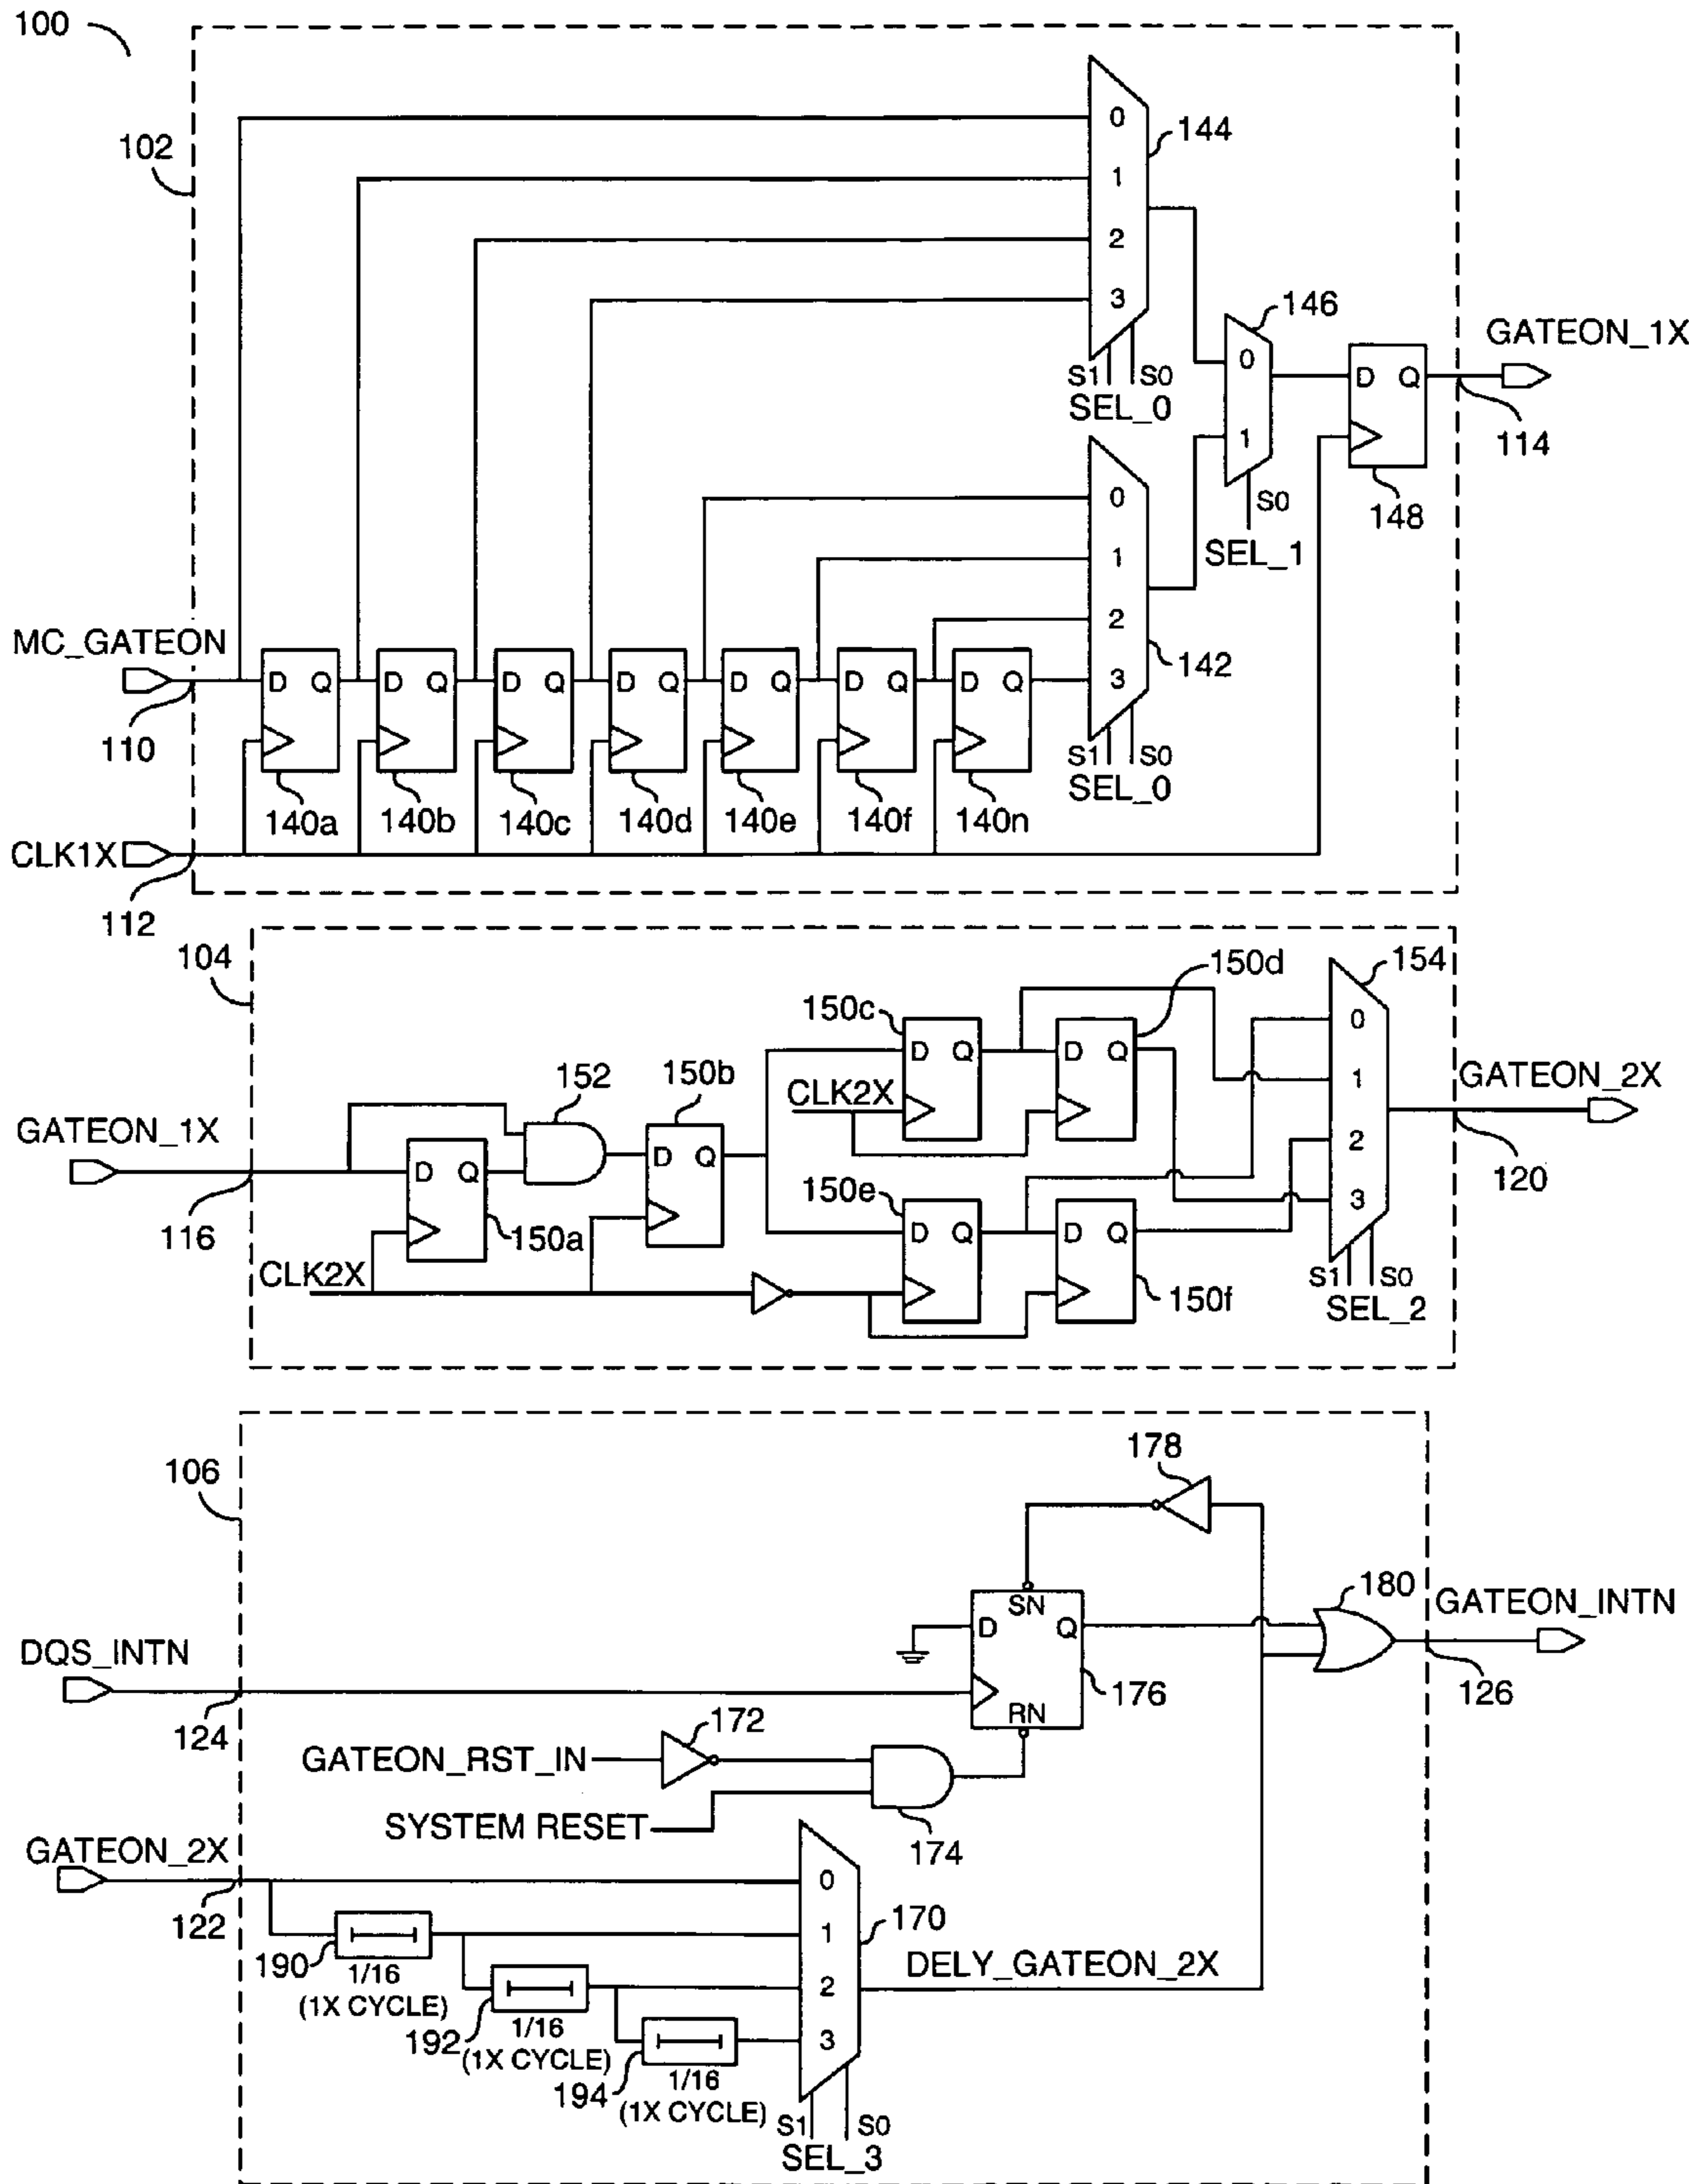 100
102
0
144
1
2
3
146
S1 S0
SEL_0
0
1
S0
SEL_1
GATEON_1X
D Q
114
148
0
1
2
3
142
S1 S0
SEL_0
MC_GATEON
110
D Q
D Q
D Q
D Q
D Q
D Q
D Q
140a
140b
140c
140d
140e
140f
140n
CLK1X
112
104
150d
154
150c
D Q
D Q
CLK2X
0
1
2
3
GATEON_2X
120
152
150b
GATEON_1X
116
D Q
150a
D Q
150e
D Q
D Q
150f
CLK2X
S1 S0
SEL_2
106
178
180
GATEON_INTN
126
SN
D Q
RN
176
DQS_INTN
124
172
GATEON_RST_IN
SYSTEM RESET
174
GATEON_2X
122
0
1
2
3
170
DELY_GATEON_2X
190
1/16
(1X CYCLE)
192
1/16
(1X CYCLE)
194
1/16
(1X CYCLE)
S1 S0
SEL_3